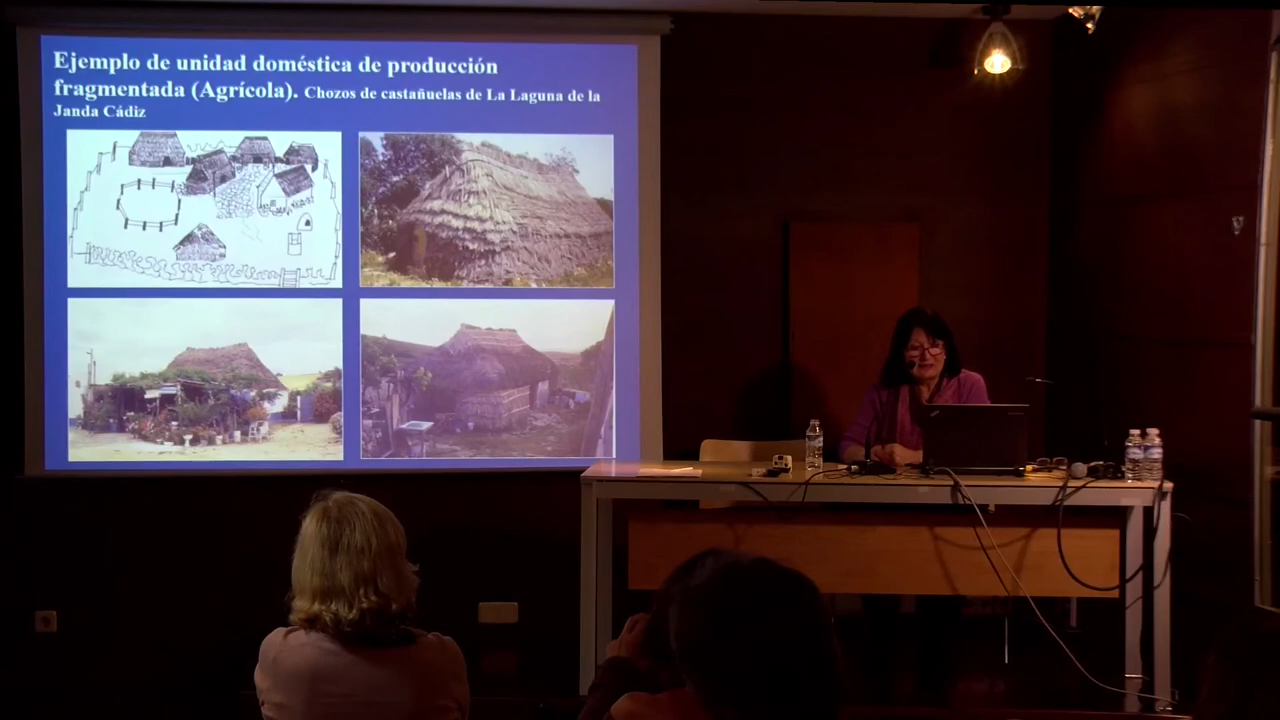 Ejemplo de unidad doméstica de producción
fragmentada (Agrícola). Chozos de castañuelas de La Laguna de la
Janda Cádiz